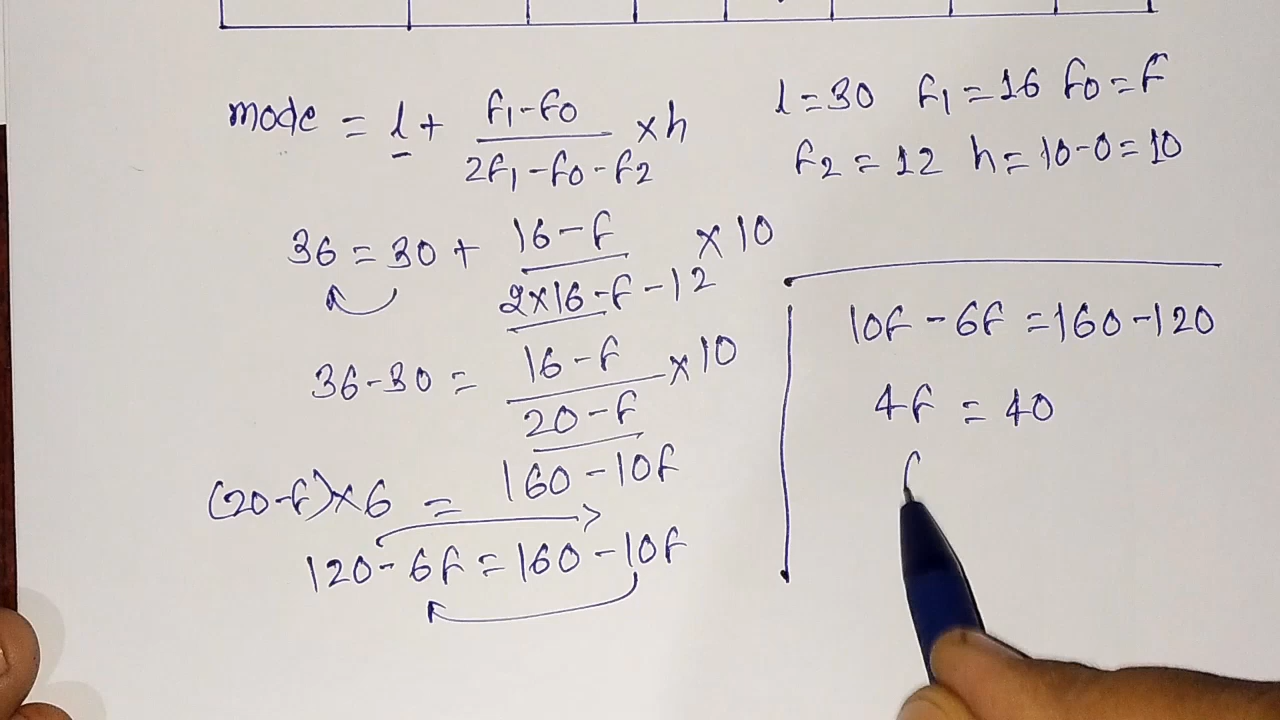 mode = l + f1-f0 / 2f1-f0-f2 × h
l = 30 f1 = 16 f0 = f
f2 = 12 h = 10-0 = 10
36 = 30 + 16-f / 2×16-f-12 × 10
36-30 = 16-f / 20-f × 10
(20-f)×6 = 160-10f
120-6f = 160-10f
10f-6f = 160-120
4f = 40
f